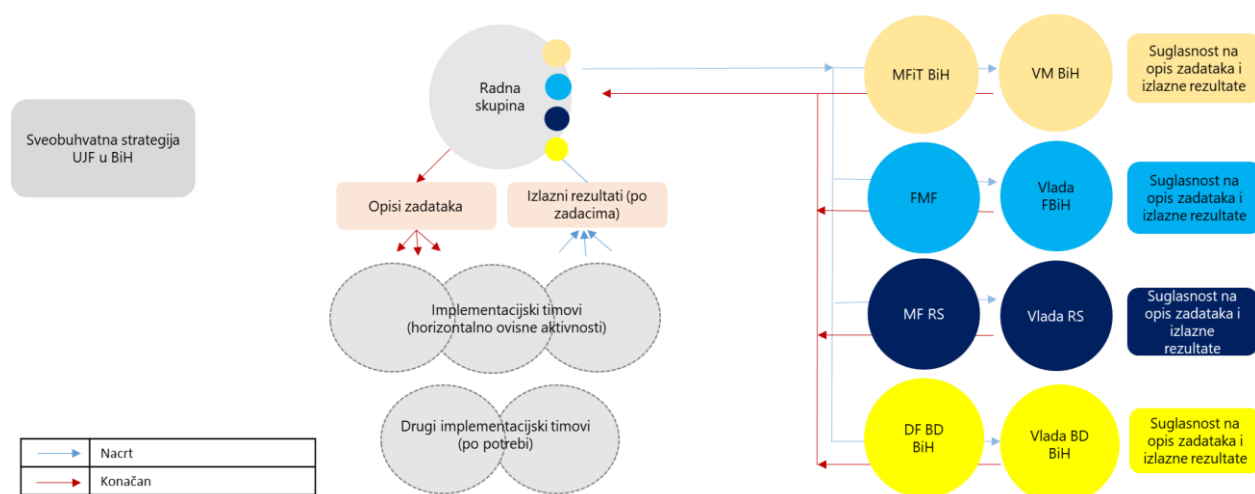 Sveobuhvatna strategija
UJF u BiH
Radna
skupina
Opisi zadataka
Izlazni rezultati (po
zadacima)
Implementacijski timovi
(horizontalno ovisne aktivnosti)
Drugi implementacijski timovi
(po potrebi)
MFiT BiH
VM BiH
Suglasnost na
opis zadataka i
izlazne rezultate
FMF
Vlada
FBiH
Suglasnost na
opis zadataka i
izlazne rezultate
MF RS
Vlada RS
Suglasnost na
opis zadataka i
izlazne
rezultate
DF BD
BiH
Vlada BD
BiH
Suglasnost na
opis zadataka i
izlazne rezultate
Nacrt
Konačan